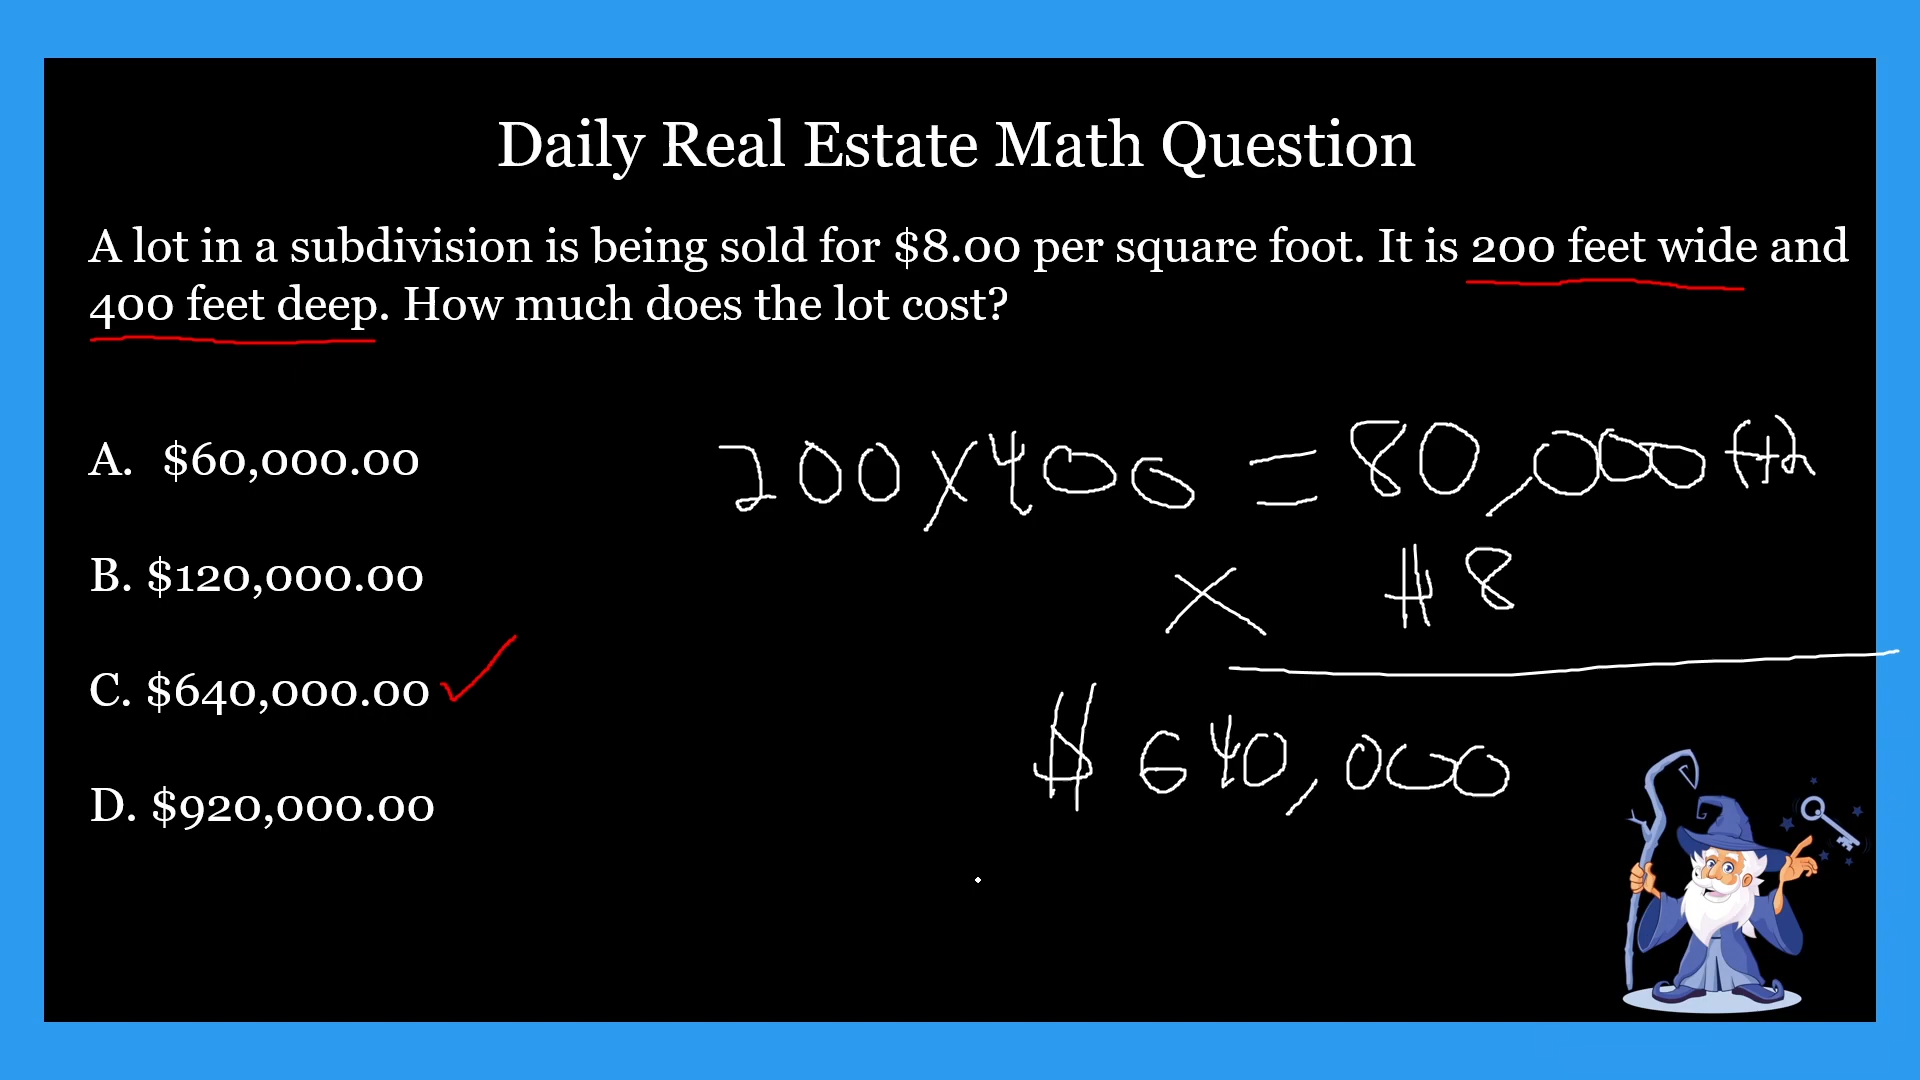 Daily Real Estate Math Question
A lot in a subdivision is being sold for $8.00 per square foot. It is 200 feet wide and
400 feet deep. How much does the lot cost?
A. $60,000.00
B. $120,000.00
C. $640,000.00
D. $920,000.00
200 x 400 = 80,000 ft2
x $8
$640,000